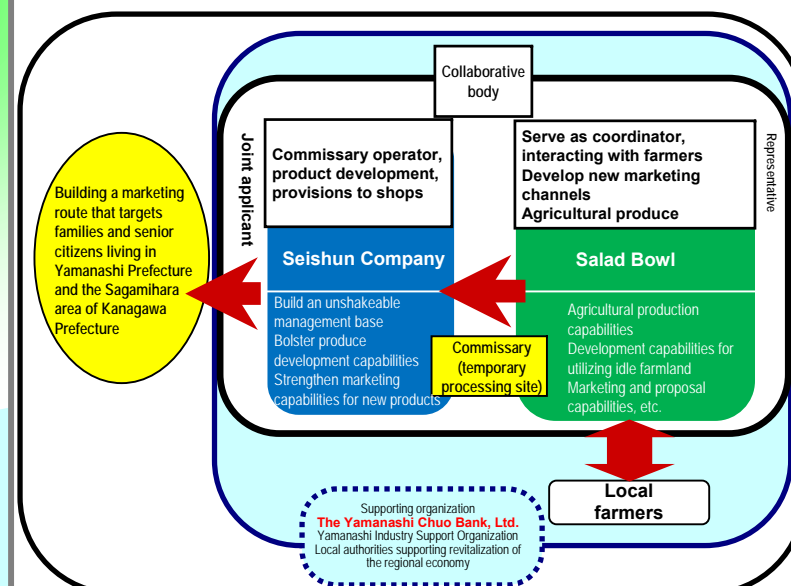 Collaborative
body
Joint applicant
Commissary operator,
product development,
provisions to shops
Serve as coordinator,
interacting with farmers
Develop new marketing
channels
Agricultural produce
Representative
Building a marketing
route that targets
families and senior
citizens living in
Yamanashi Prefecture
and the Sagamihara
area of Kanagawa
Prefecture
Seishun Company
Salad Bowl
Build an unshakeable
management base
Bolster produce
development capabilities
Strengthen marketing
capabilities for new products
Commissary
(temporary
processing site)
Agricultural production
capabilities
Development capabilities for
utilizing idle farmland
Marketing and proposal
capabilities, etc.
Local
farmers
Supporting organization
The Yamanashi Chuo Bank, Ltd.
Yamanashi Industry Support Organization
Local authorities supporting revitalization of
the regional economy